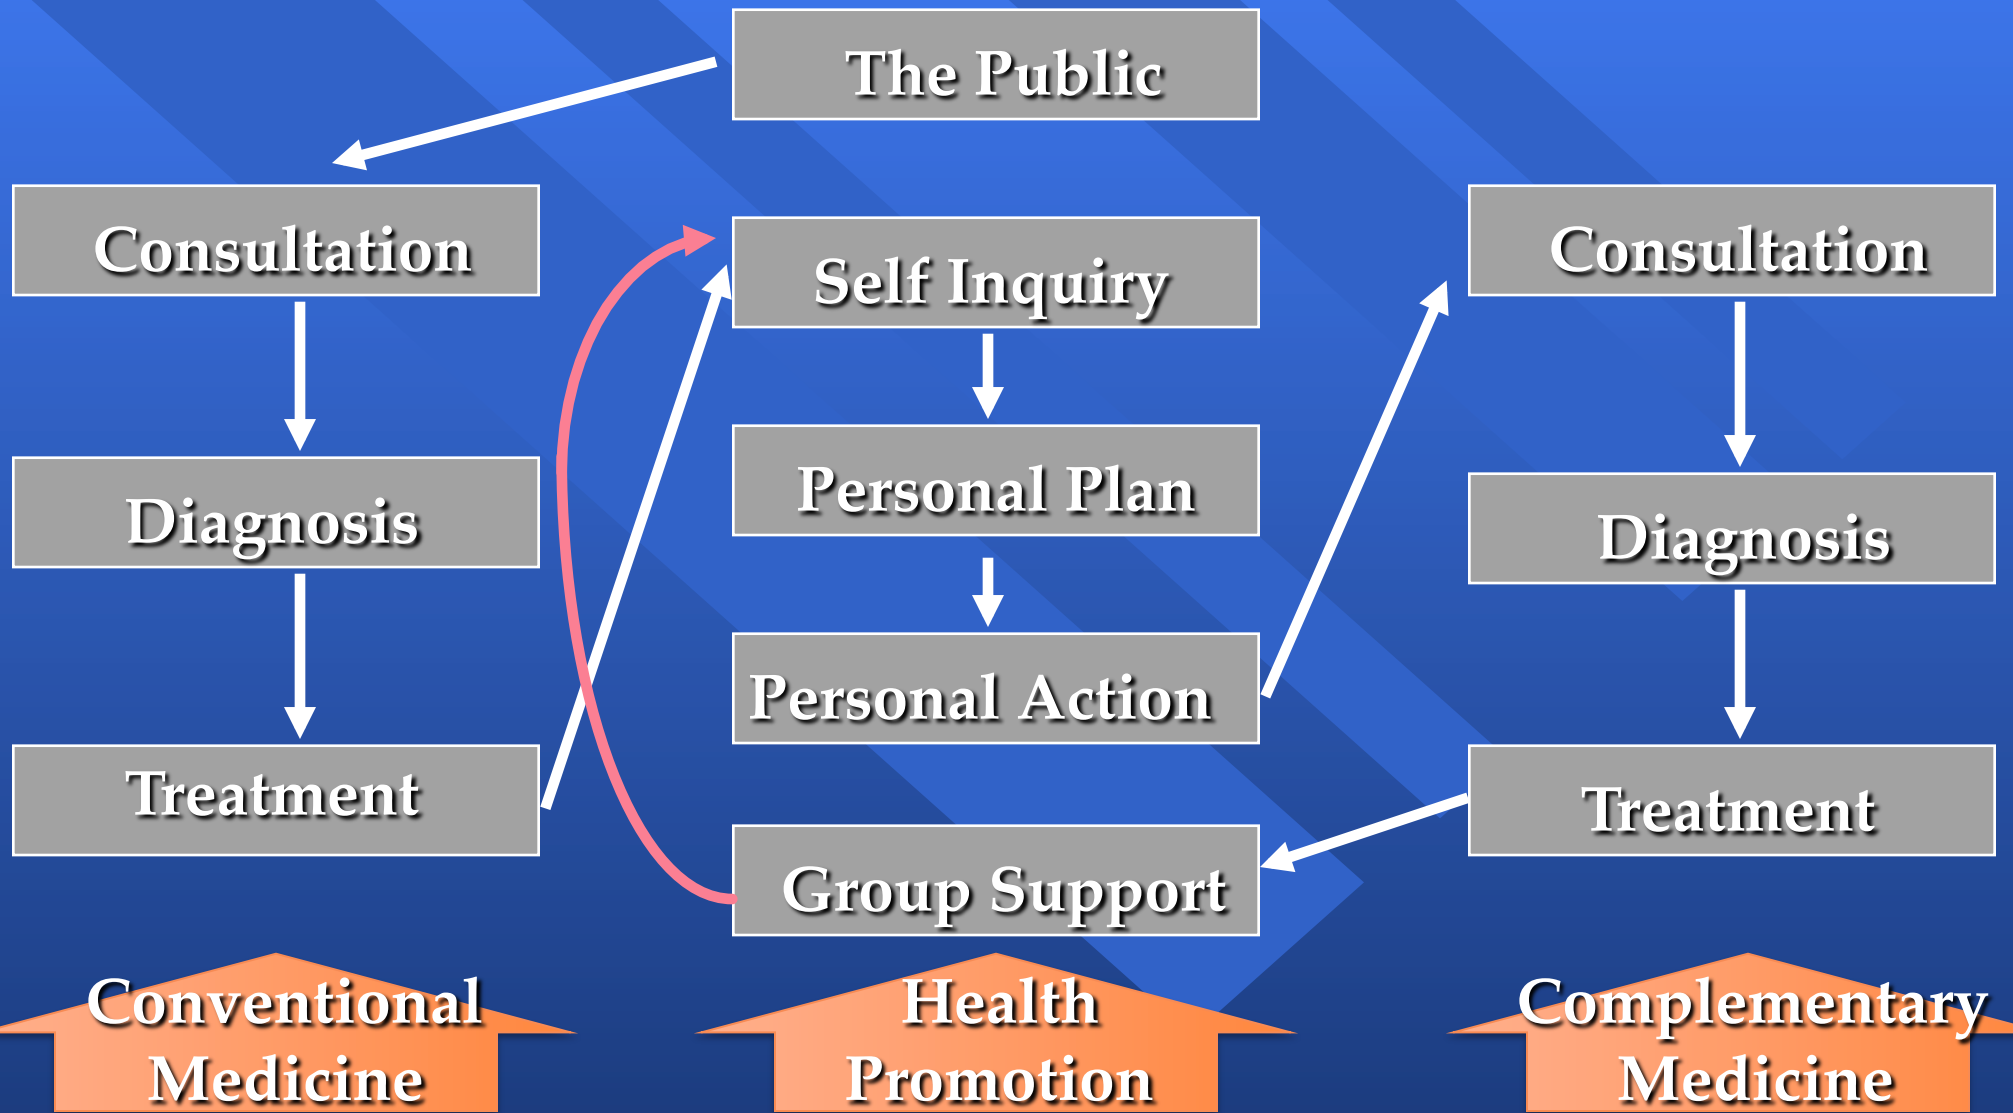 The Public
Consultation
Diagnosis
Treatment
Self Inquiry
Personal Plan
Personal Action
Group Support
Consultation
Diagnosis
Treatment
Conventional
Medicine
Health
Promotion
Complementary
Medicine